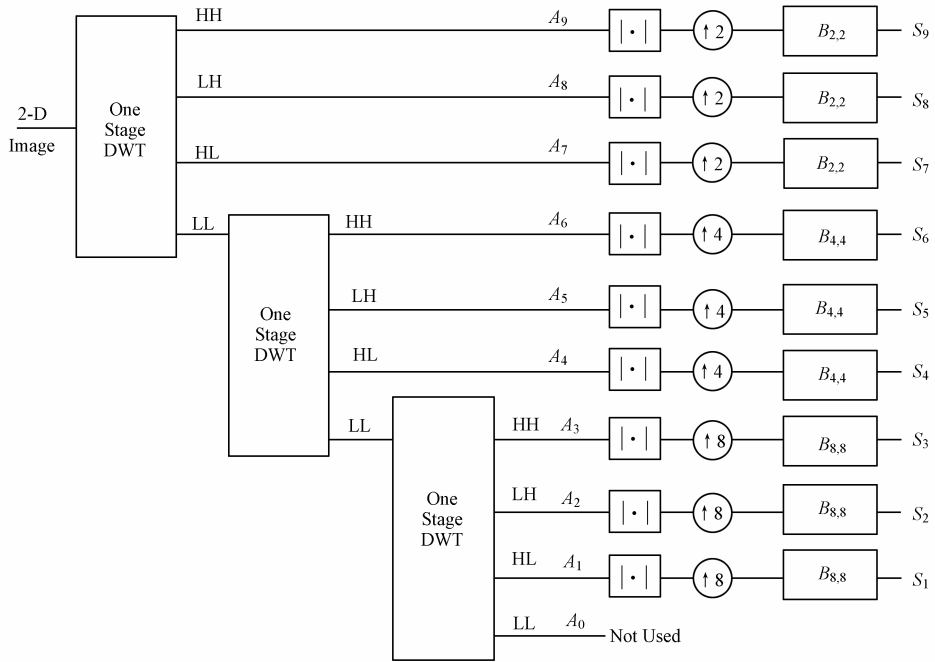 HH A₉ |•| ↑2 B₂,₂ S₉
LH A₈ |•| ↑2 B₂,₂ S₈
2-D
Image
One
Stage
DWT
HL A₇ |•| ↑2 B₂,₂ S₇
LL HH A₆ |•| ↑4 B₄,₄ S₆
LH A₅ |•| ↑4 B₄,₄ S₅
One
Stage
DWT
HL A₄ |•| ↑4 B₄,₄ S₄
LL HH A₃ |•| ↑8 B₈,₈ S₃
LH A₂ |•| ↑8 B₈,₈ S₂
One
Stage
DWT
HL A₁ |•| ↑8 B₈,₈ S₁
LL A₀ Not Used